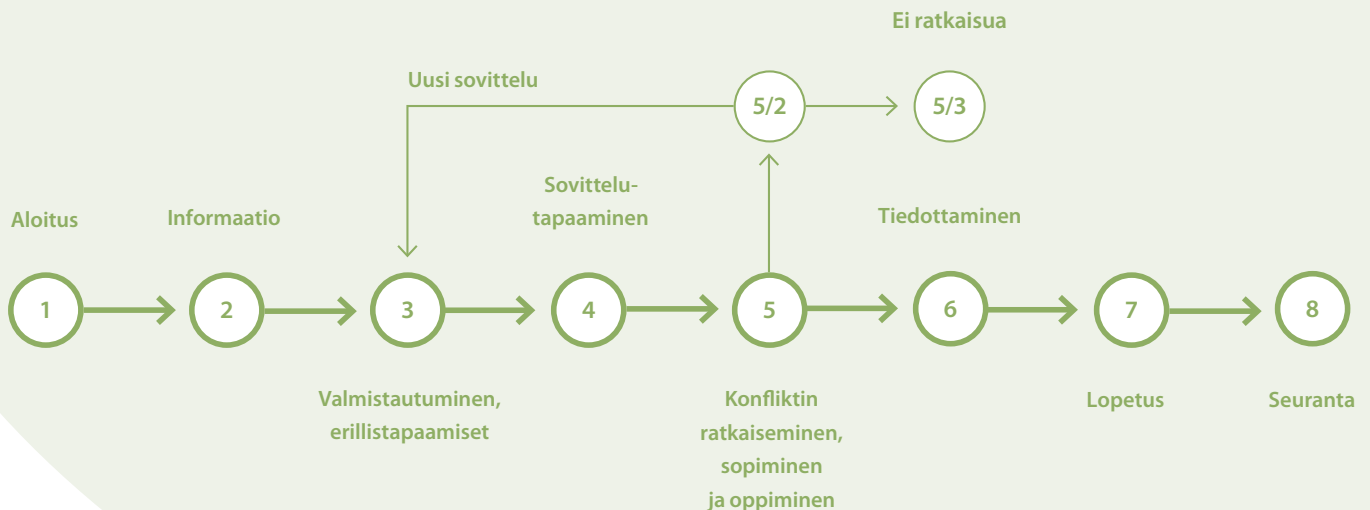 Ei ratkaisua
Uusi sovittelu
5/2
5/3
Sovittelu-
tapaaminen
Aloitus
Informaatio
Tiedottaminen
1
2
3
4
5
6
7
8
Valmistautuminen,
erillistapaamiset
Konfliktin
ratkaiseminen,
sopiminen
ja oppiminen
Lopetus
Seuranta